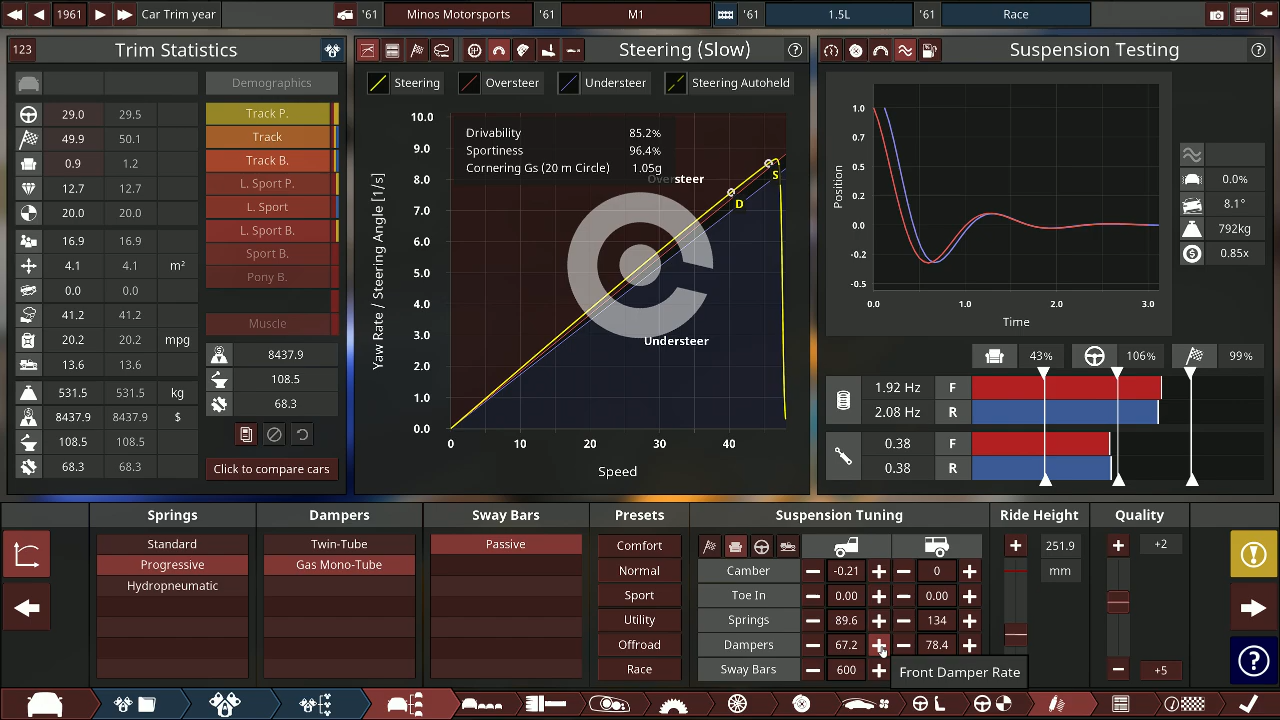 1961 Car Trim year '61 Minos Motorsports '61 M1 '61 1.5L '61 Race
123 Trim Statistics
Demographics
29.0 29.5
49.9 50.1
0.9 1.2
12.7 12.7
20.0 20.0
16.9 16.9
4.1 4.1 m²
0.0 0.0
41.2 41.2
20.2 20.2 mpg
13.6 13.6
531.5 531.5 kg
8437.9 8437.9 $
108.5 108.5
68.3 68.3
Track P.
Track
Track B.
L. Sport P.
L. Sport
L. Sport B.
Sport B.
Pony B.
Muscle
8437.9
108.5
68.3
Click to compare cars
Steering (Slow) ?
Steering Oversteer Understeer Steering Autoheld
Drivability 85.2%
Sportiness 96.4%
Cornering Gs (20 m Circle) 1.05g
Oversteer
S
D
Understeer
Yaw Rate / Steering Angle [1/s]
10.0
9.0
8.0
7.0
6.0
5.0
4.0
3.0
2.0
1.0
0.0
0 10 20 30 40
Speed
Suspension Testing ?
Position
1.0
0.7
0.5
0.2
0.0
-0.2
-0.5
0.0 1.0 2.0 3.0
Time
0.0%
8.1°
792kg
0.85x
43% 106% 99%
1.92 Hz F
2.08 Hz R
0.38 F
0.38 R
Springs
Standard
Progressive
Hydropneumatic
Dampers
Twin-Tube
Gas Mono-Tube
Sway Bars
Passive
Presets
Comfort
Normal
Sport
Utility
Offroad
Race
Suspension Tuning
Camber − -0.21 + − 0 +
Toe In − 0.00 + − 0.00 +
Springs − 89.6 + − 134 +
Dampers − 67.2 + − 78.4 +
Sway Bars − 600 +
Front Damper Rate
Ride Height
+ 251.9
mm
Quality
+ +2
− +5
!
?